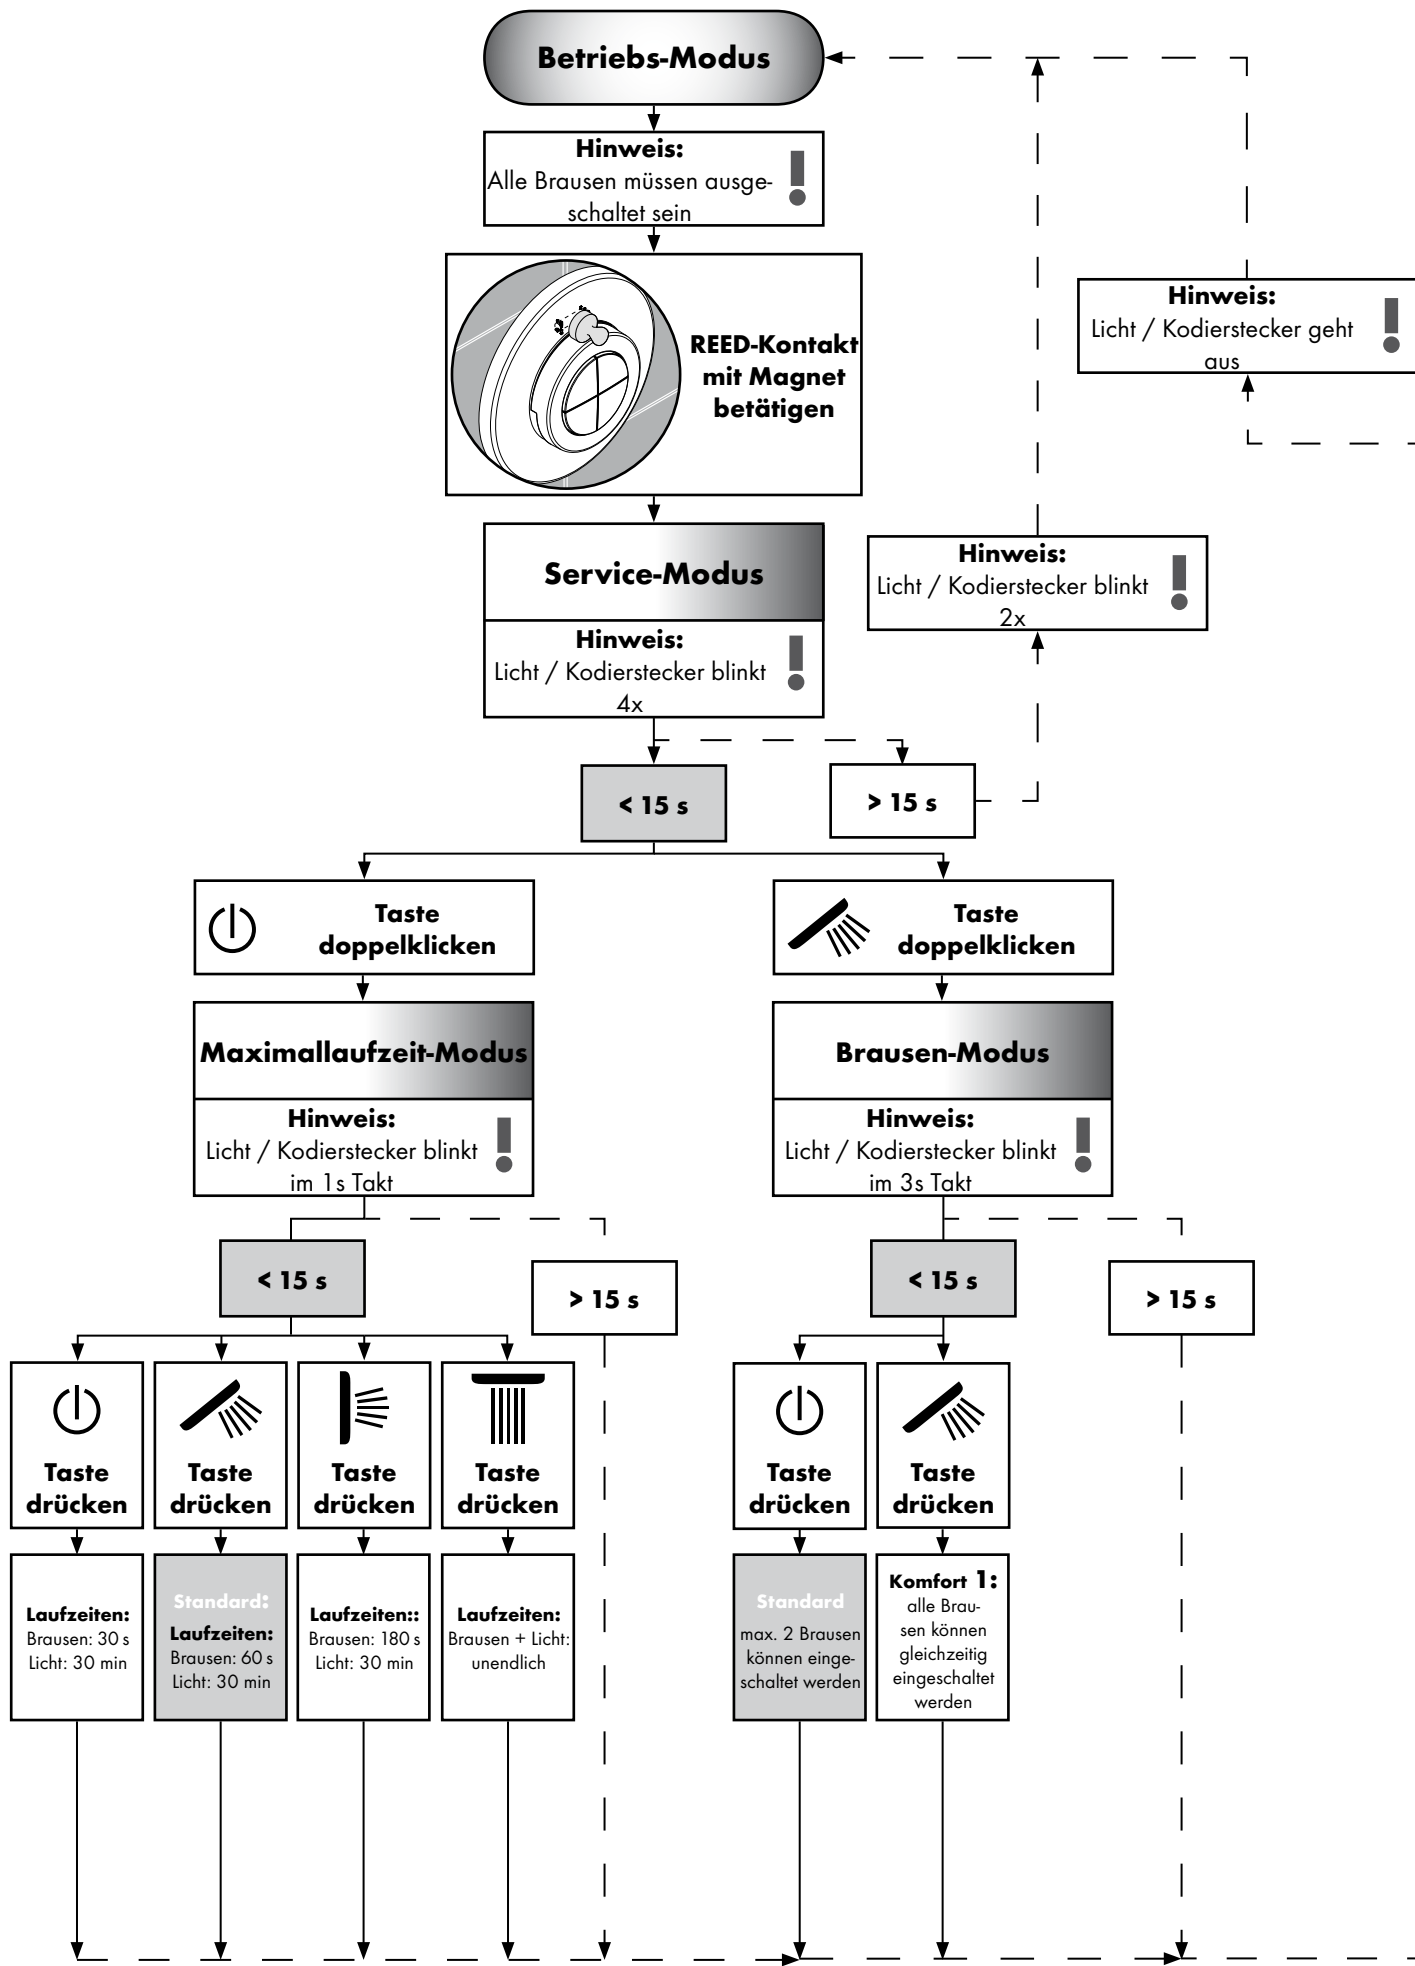 Betriebs-Modus
Hinweis:
Alle Brausen müssen ausge-
schaltet sein
Hinweis:
Licht / Kodierstecker geht
aus
REED-Kontakt
mit Magnet
betätigen
Service-Modus
Hinweis:
Licht / Kodierstecker blinkt
4x
Hinweis:
Licht / Kodierstecker blinkt
2x
< 15 s
> 15 s
Taste
doppelklicken
Taste
doppelklicken
Maximallaufzeit-Modus
Hinweis:
Licht / Kodierstecker blinkt
im 1s Takt
Brausen-Modus
Hinweis:
Licht / Kodierstecker blinkt
im 3s Takt
< 15 s
> 15 s
< 15 s
> 15 s
Taste
drücken
Taste
drücken
Taste
drücken
Taste
drücken
Taste
drücken
Taste
drücken
Laufzeiten:
Brausen: 30 s
Licht: 30 min
Standard:
Laufzeiten:
Brausen: 60 s
Licht: 30 min
Laufzeiten::
Brausen: 180 s
Licht: 30 min
Laufzeiten:
Brausen + Licht:
unendlich
Standard
max. 2 Brausen
können einge-
schaltet werden
Komfort 1:
alle Brau-
sen können
gleichzeitig
eingeschaltet
werden